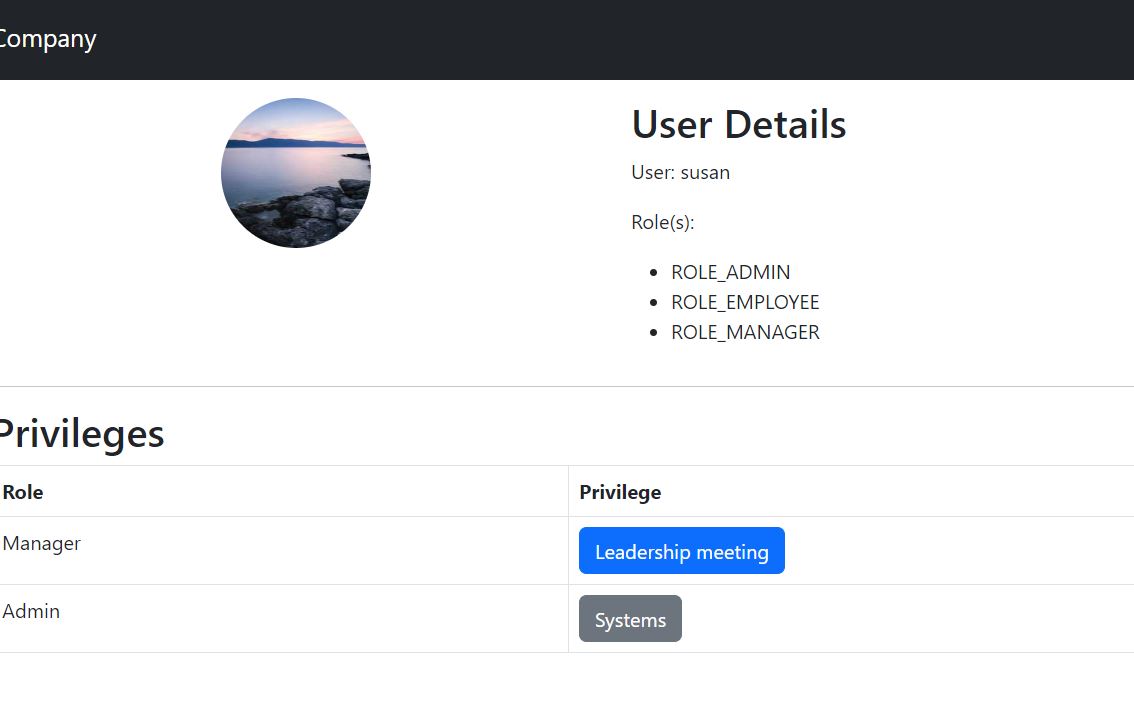 Company
User Details
User: susan
Role(s):
ROLE_ADMIN
ROLE_EMPLOYEE
ROLE_MANAGER
Privileges
Role Privilege
Manager Leadership meeting
Admin Systems